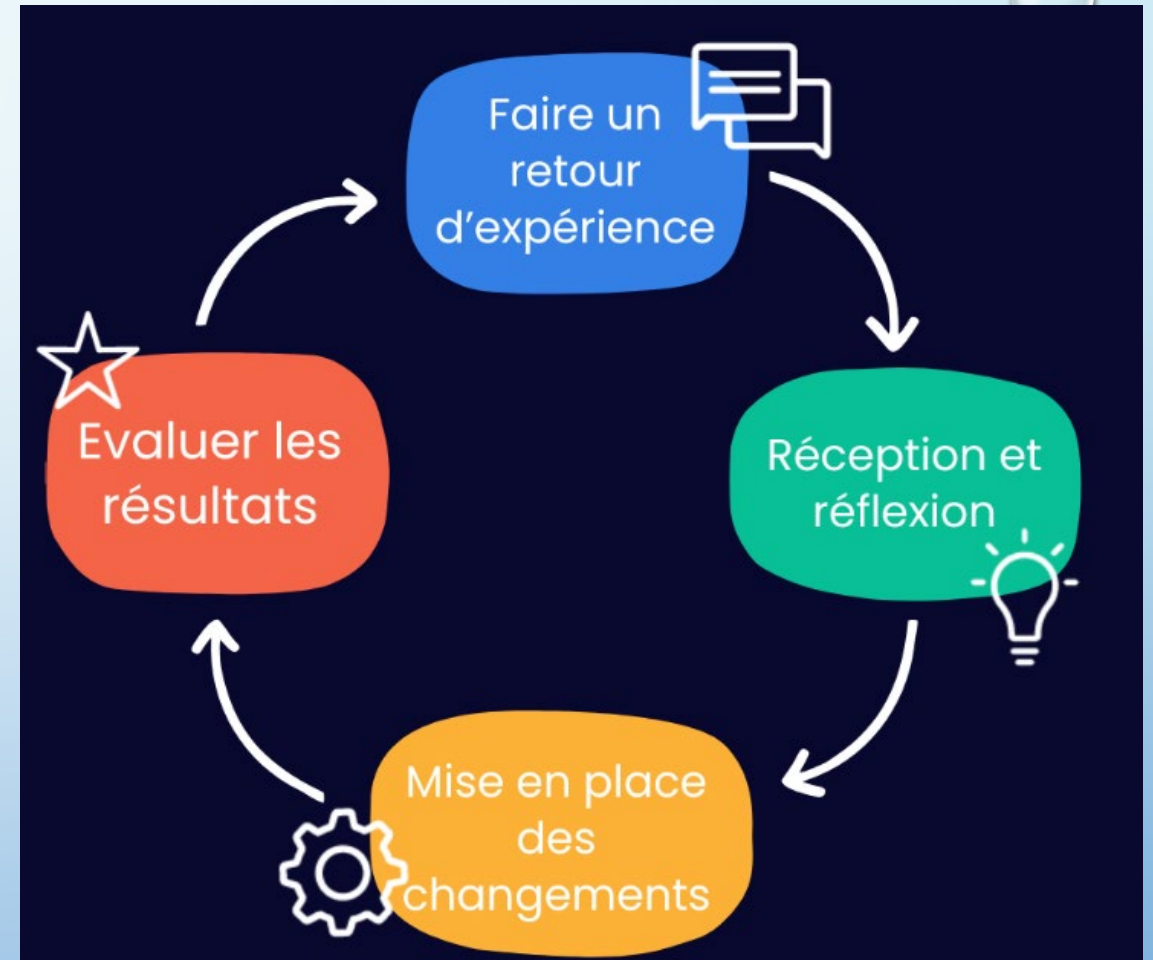 Faire un
retour
d'expérience
Réception et
réflexion
Mise en place
des
changements
Evaluer les
résultats